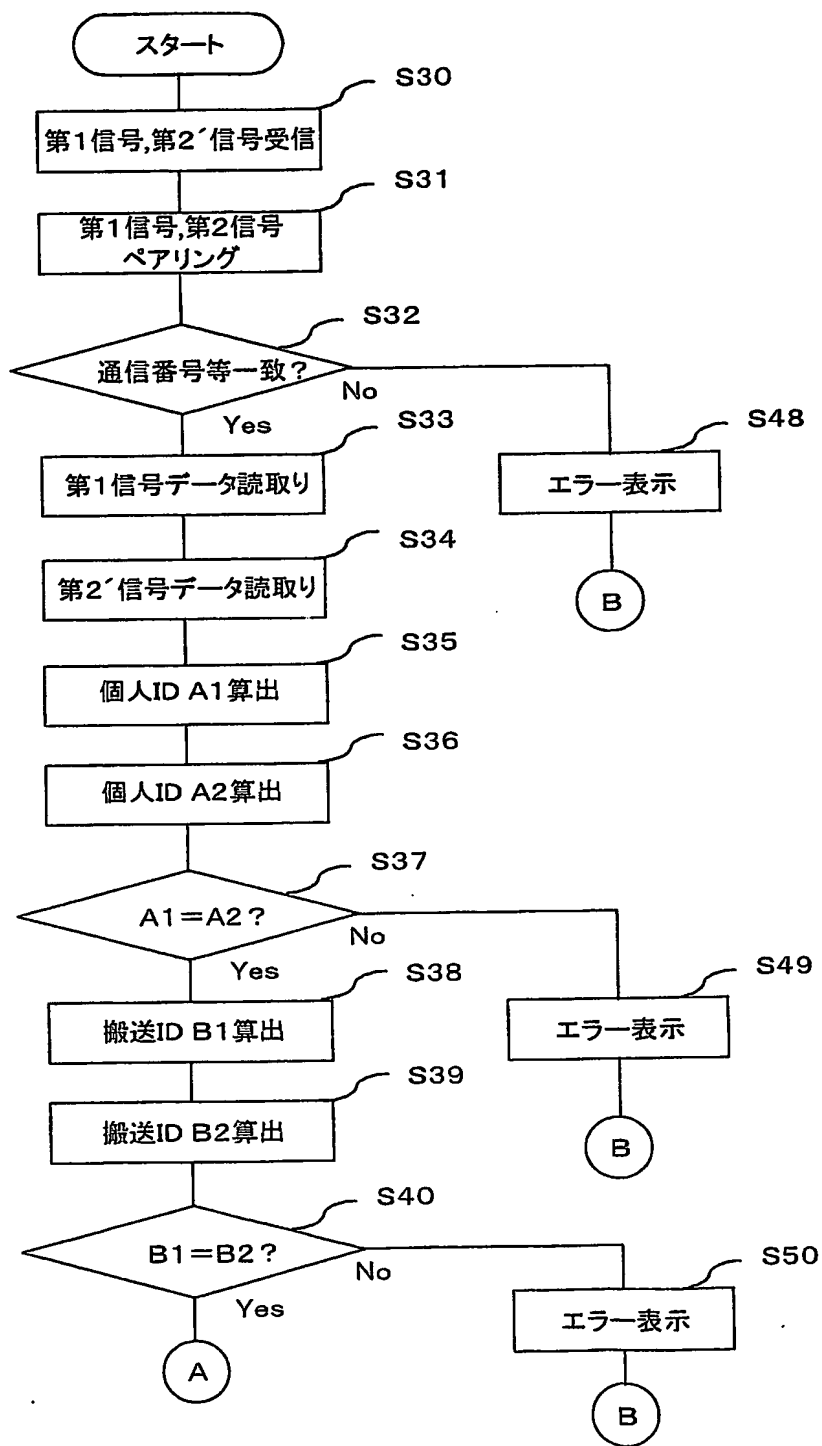 スタート
S30
第1信号,第2´信号受信
S31
第1信号,第2信号
ペアリング
S32
通信番号等一致?
No
Yes
S33
S48
第1信号データ読取り
エラー表示
S34
第2´信号データ読取り
B
S35
個人ID A1算出
S36
個人ID A2算出
S37
A1=A2?
No
Yes
S38
S49
搬送ID B1算出
エラー表示
S39
搬送ID B2算出
B
S40
B1=B2?
No
S50
Yes
エラー表示
A
B